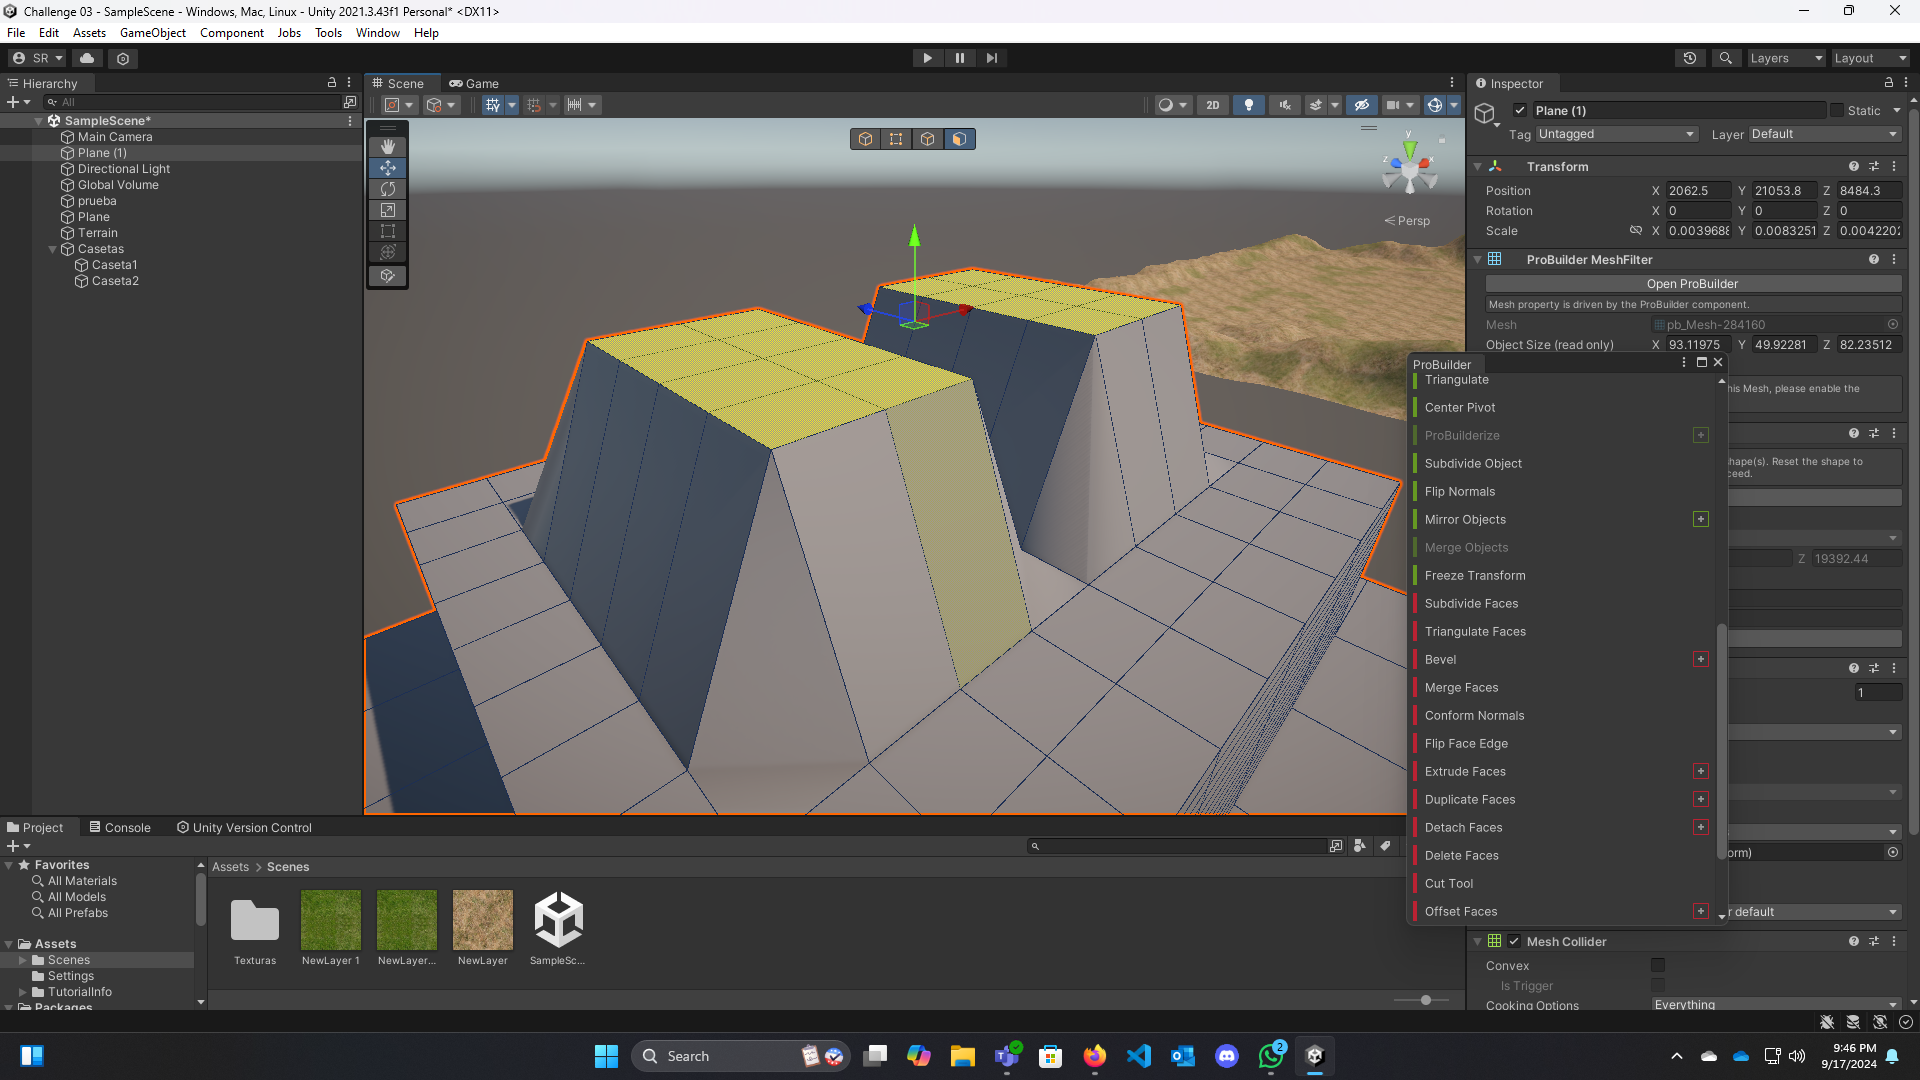 Challenge 03 - SampleScene - Windows, Mac, Linux - Unity 2021.3.43f1 Personal* <DX11>
File Edit Assets GameObject Component Jobs Tools Window Help
SR
Layers
Layout
Hierarchy
All
SampleScene*
Main Camera
Plane (1)
Directional Light
Global Volume
prueba
Plane
Terrain
Casetas
Caseta1
Caseta2
Scene
Game
2D
y
z
x
Persp
Inspector
Plane (1)
Static
Tag Untagged
Layer Default
Transform
Position X 2062.5 Y 21053.8 Z 8484.3
Rotation X 0 Y 0 Z 0
Scale X 0.0039688 Y 0.0083251 Z 0.004220
ProBuilder MeshFilter
Open ProBuilder
Mesh property is driven by the ProBuilder component.
Mesh pb_Mesh-284160
Object Size (read only) X 93.11975 Y 49.92281 Z 82.23512
his Mesh, please enable the
hape(s). Reset the shape to
ceed.
Z 19392.44
1
orm)
r default
ProBuilder
Triangulate
Center Pivot
ProBuilderize
Subdivide Object
Flip Normals
Mirror Objects
Merge Objects
Freeze Transform
Subdivide Faces
Triangulate Faces
Bevel
Merge Faces
Conform Normals
Flip Face Edge
Extrude Faces
Duplicate Faces
Detach Faces
Delete Faces
Cut Tool
Offset Faces
Mesh Collider
Convex
Is Trigger
Cooking Options Everything
Project
Console
Unity Version Control
Favorites
All Materials
All Models
All Prefabs
Assets
Scenes
Settings
TutorialInfo
Packages
Assets > Scenes
Texturas
NewLayer 1
NewLayer...
NewLayer
SampleSc...
Search
2
9:46 PM
9/17/2024